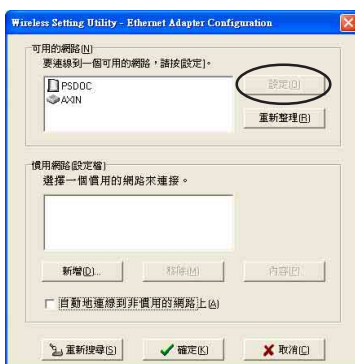 Wireless Setting Utility - Ethernet Adapter Configuration
可用的網路(N)
要連線到一個可用的網路，請按[設定]。
PSDOC
AXIN
設定(O)
重新整理(R)
慣用網路(設定檔)
選擇一個慣用的網路來連接。
新增(D)...
移除(M)
內容(P)
自動地連線到非慣用的網路上(A)
重新搜尋(S)
確定(K)
取消(C)